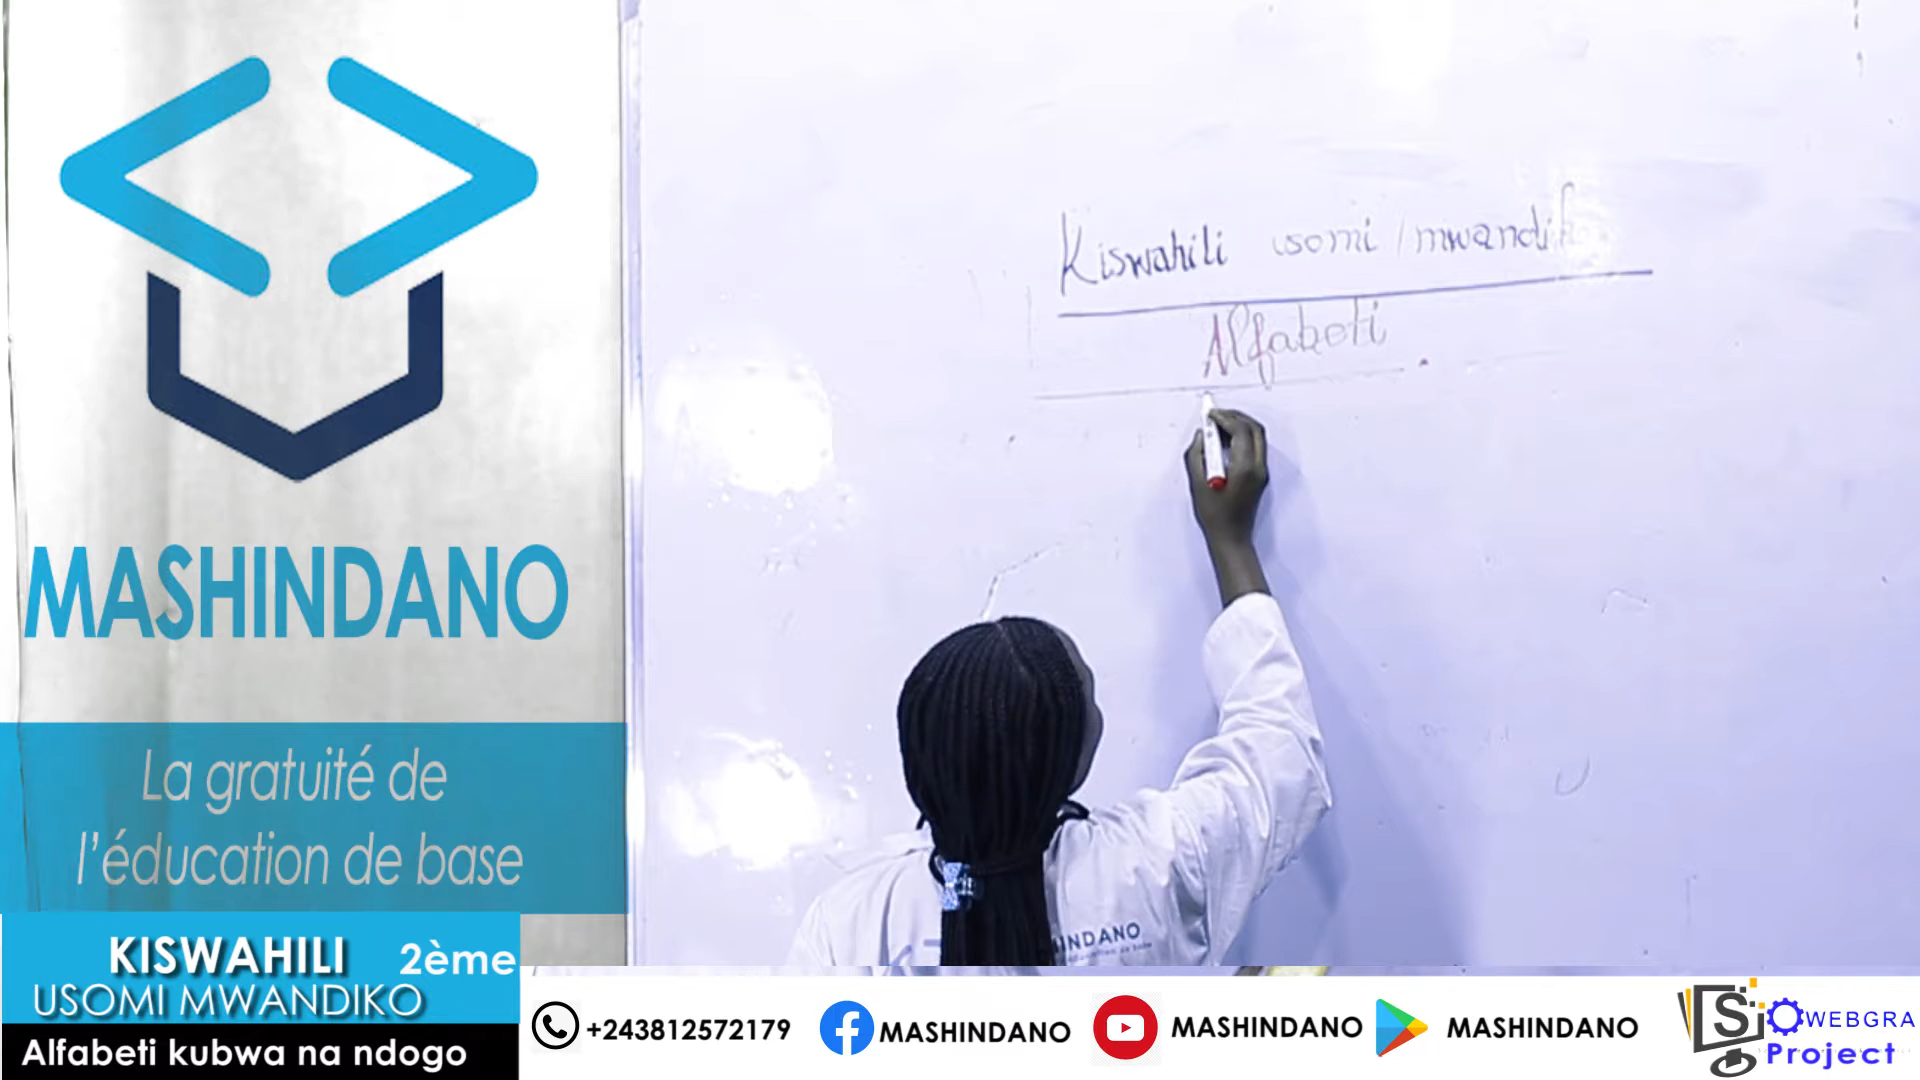 MASHINDANO
La gratuité de
l'éducation de base
KISWAHILI 2ème
USOMI MWANDIKO
Alfabeti kubwa na ndogo
Kiswahili usomi / mwandiko
Alfabeti
INDANO
+243812572179
MASHINDANO
MASHINDANO
MASHINDANO
S
WEBGRA
Project